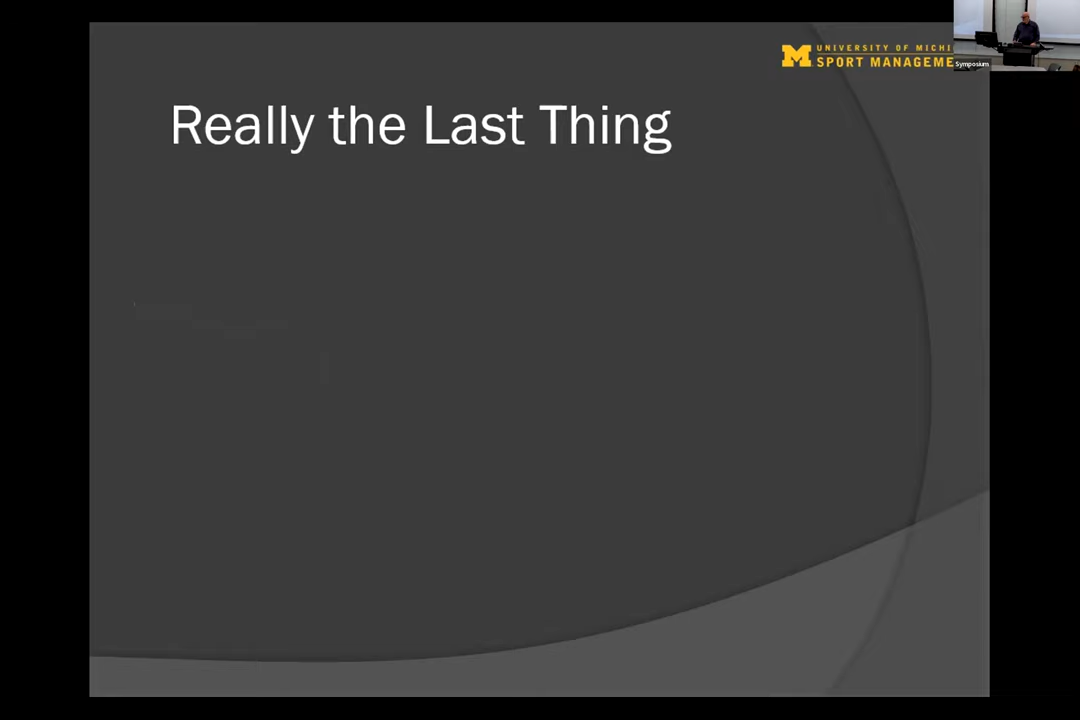 UNIVERSITY OF MICHI
SPORT MANAGEME
Symposium
Really the Last Thing